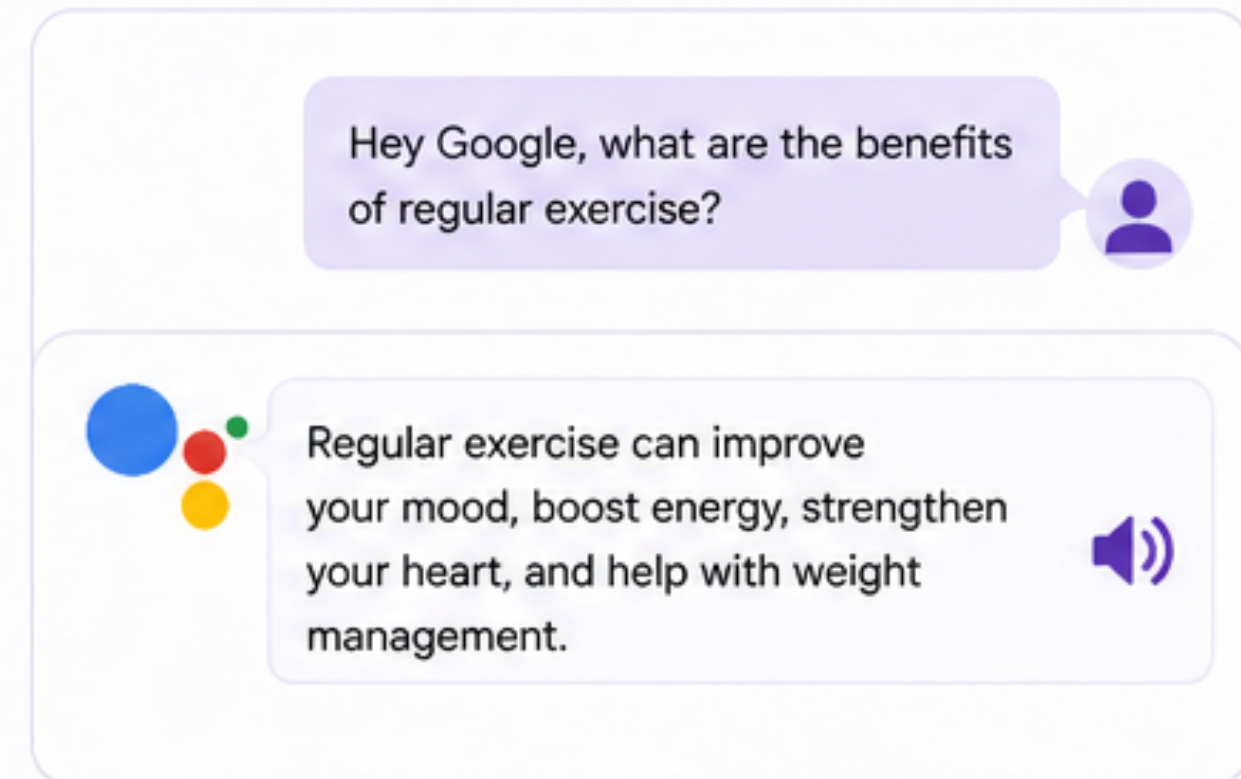 Hey Google, what are the benefits
of regular exercise?
Regular exercise can improve
your mood, boost energy, strengthen
your heart, and help with weight
management.